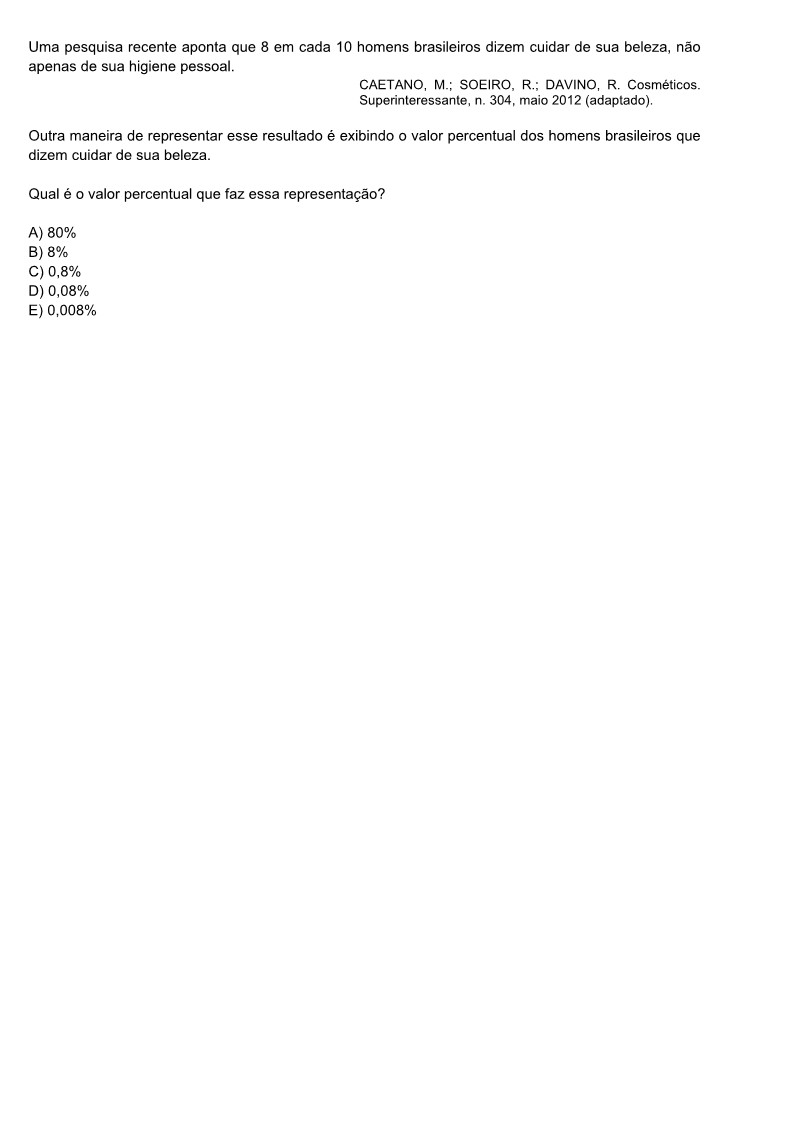 Uma pesquisa recente aponta que 8 em cada 10 homens brasileiros dizem cuidar de sua beleza, não
apenas de sua higiene pessoal.
CAETANO, M.; SOEIRO, R.; DAVINO, R. Cosméticos.
Superinteressante, n. 304, maio 2012 (adaptado).
Outra maneira de representar esse resultado é exibindo o valor percentual dos homens brasileiros que
dizem cuidar de sua beleza.
Qual é o valor percentual que faz essa representação?
A) 80%
B) 8%
C) 0,8%
D) 0,08%
E) 0,008%